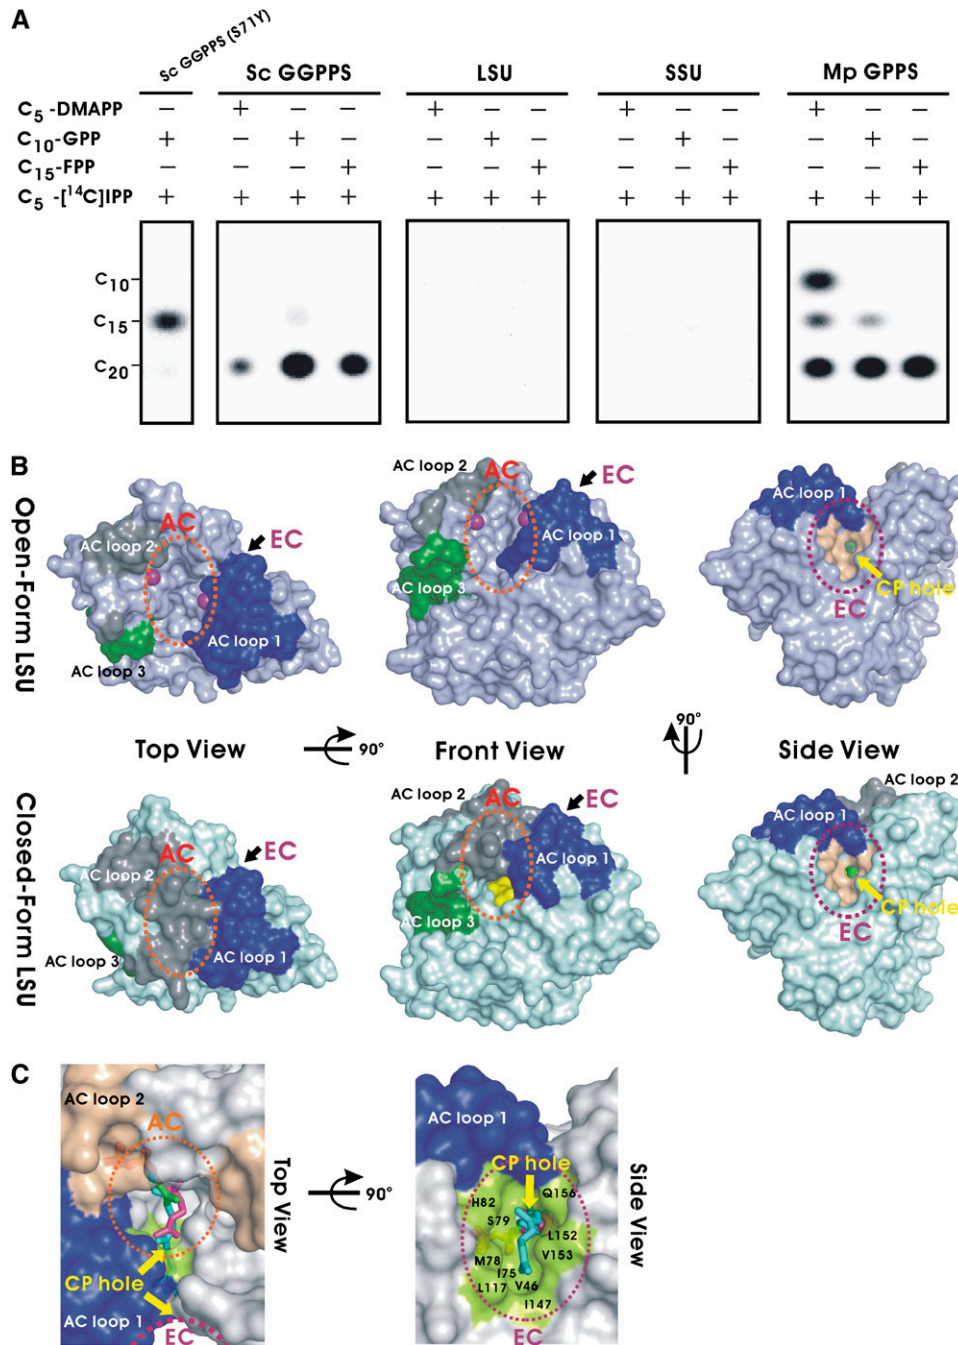 A
Sc GGPPS (S71Y)
Sc GGPPS
LSU
SSU
Mp GPPS
C5 -DMAPP − + − − + − − + − − + − −
C10-GPP + − + − − + − − + − − + −
C15-FPP − − − + − − + − − + − − +
C5 -[14C]IPP + + + + + + + + + + + + +
C10
C15
C20
B
Open-Form LSU
AC loop 2
AC
EC
AC loop 1
AC loop 3
AC loop 2
AC
EC
AC loop 1
AC loop 3
AC loop 1
CP hole
EC
Top View
90°
Front View
90°
Side View
Closed-Form LSU
AC loop 2
AC
EC
AC loop 1
AC loop 3
AC loop 2
AC
EC
AC loop 1
AC loop 3
AC loop 2
AC loop 1
CP hole
EC
C
AC loop 2
AC
CP hole
AC loop 1
EC
Top View
90°
AC loop 1
CP hole
H82
Q156
S79
L152
M78
V153
I75
L117
V46
I147
EC
Side View